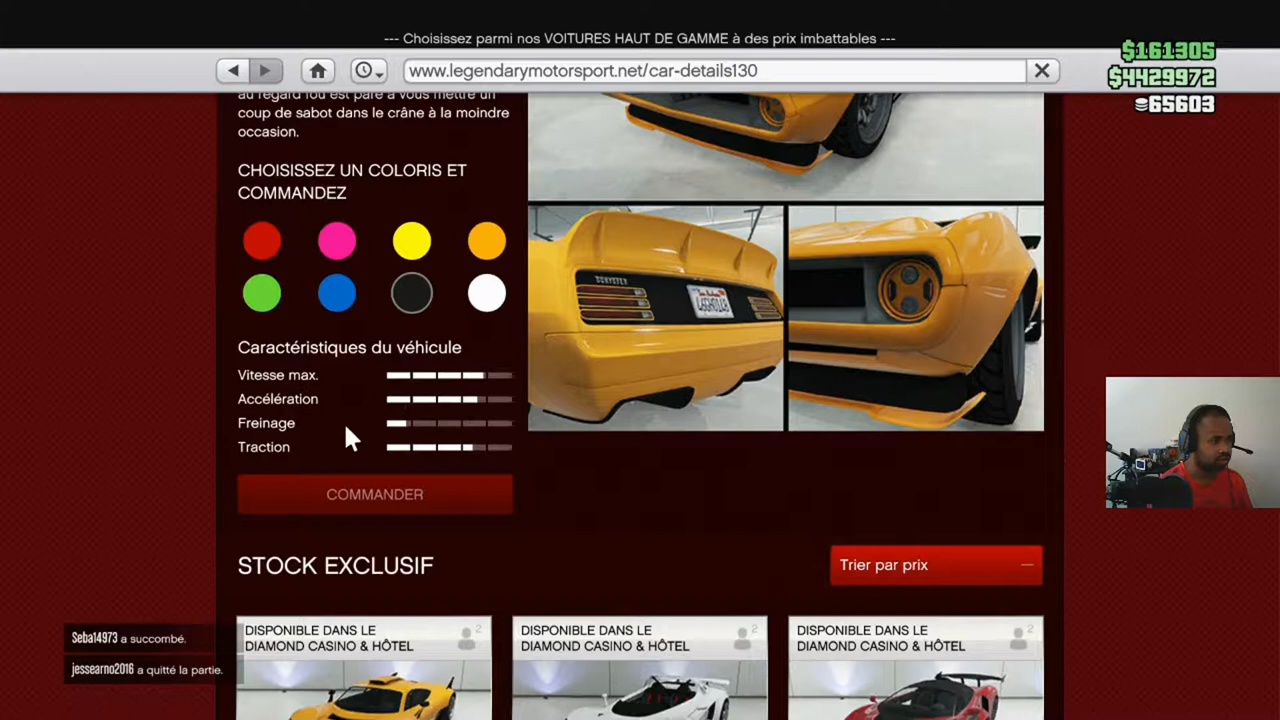 --- Choisissez parmi nos VOITURES HAUT DE GAMME à des prix imbattables ---
www.legendarymotorsport.net/car-details130
$161305
$4429972
65603
au regard fou est paré à vous mettre un
coup de sabot dans le crâne à la moindre
occasion.
CHOISISSEZ UN COLORIS ET
COMMANDEZ
SCHYSTER
Caractéristiques du véhicule
Vitesse max.
Accélération
Freinage
Traction
COMMANDER
STOCK EXCLUSIF
Trier par prix
DISPONIBLE DANS LE
DIAMOND CASINO & HÔTEL
2
DISPONIBLE DANS LE
DIAMOND CASINO & HÔTEL
2
DISPONIBLE DANS LE
DIAMOND CASINO & HÔTEL
2
Seba14973 a succombé.
jessearno2016 a quitté la partie.